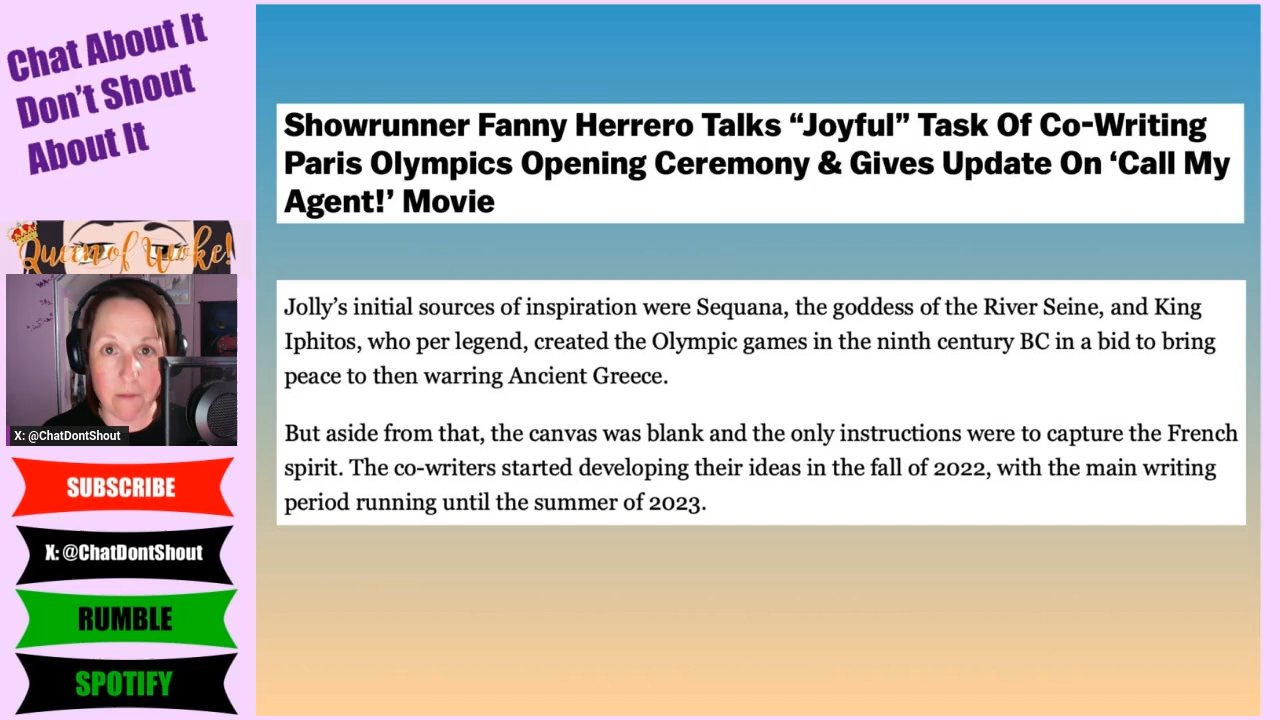 Chat About It
Don't Shout
About It
Queen of Woke!
X: @ChatDontShout
SUBSCRIBE
X: @ChatDontShout
RUMBLE
SPOTIFY
Showrunner Fanny Herrero Talks “Joyful” Task Of Co-Writing
Paris Olympics Opening Ceremony & Gives Update On ‘Call My
Agent!’ Movie
Jolly’s initial sources of inspiration were Sequana, the goddess of the River Seine, and King
Iphitos, who per legend, created the Olympic games in the ninth century BC in a bid to bring
peace to then warring Ancient Greece.
But aside from that, the canvas was blank and the only instructions were to capture the French
spirit. The co-writers started developing their ideas in the fall of 2022, with the main writing
period running until the summer of 2023.